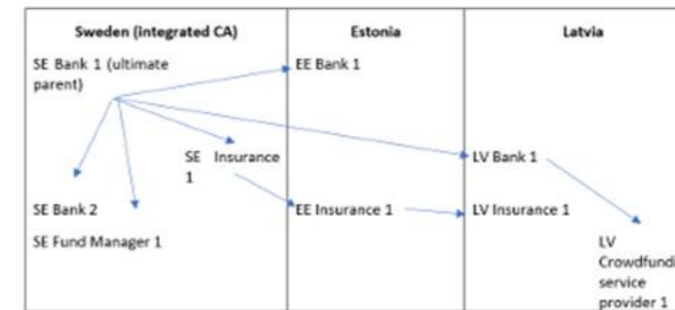 Sweden (integrated CA)
Estonia
Latvia
SE Bank 1 (ultimate
parent)
EE Bank 1
SE Insurance
1
LV Bank 1
SE Bank 2
EE Insurance 1
LV Insurance 1
SE Fund Manager 1
LV
Crowdfundi
service
provider 1